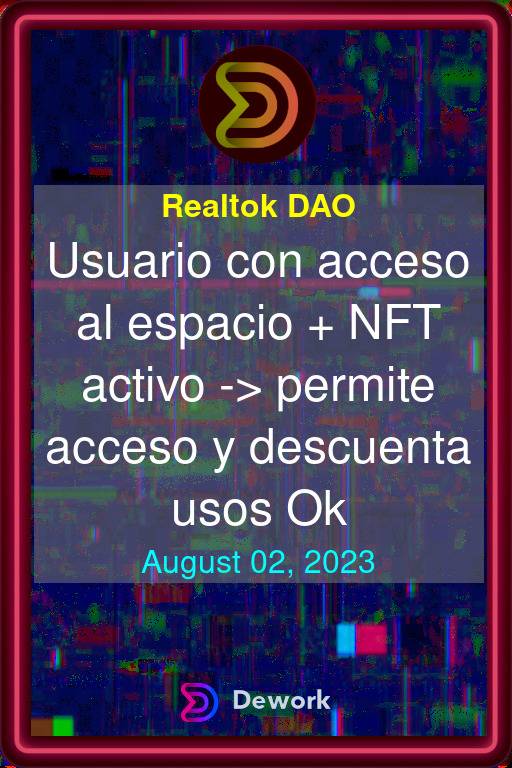 Realtok DAO
Usuario con acceso
al espacio + NFT
activo -> permite
acceso y descuenta
usos Ok
August 02, 2023
Dework